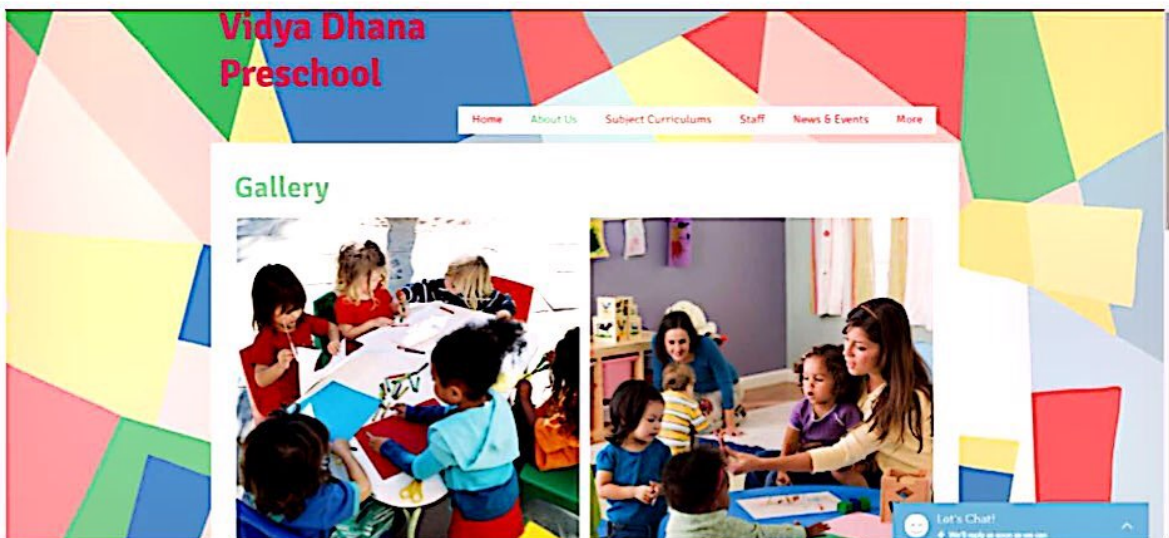 Vidya Dhana
Preschool
Home About Us Subject Curriculums Staff News & Events More
Gallery
Let's Chat!